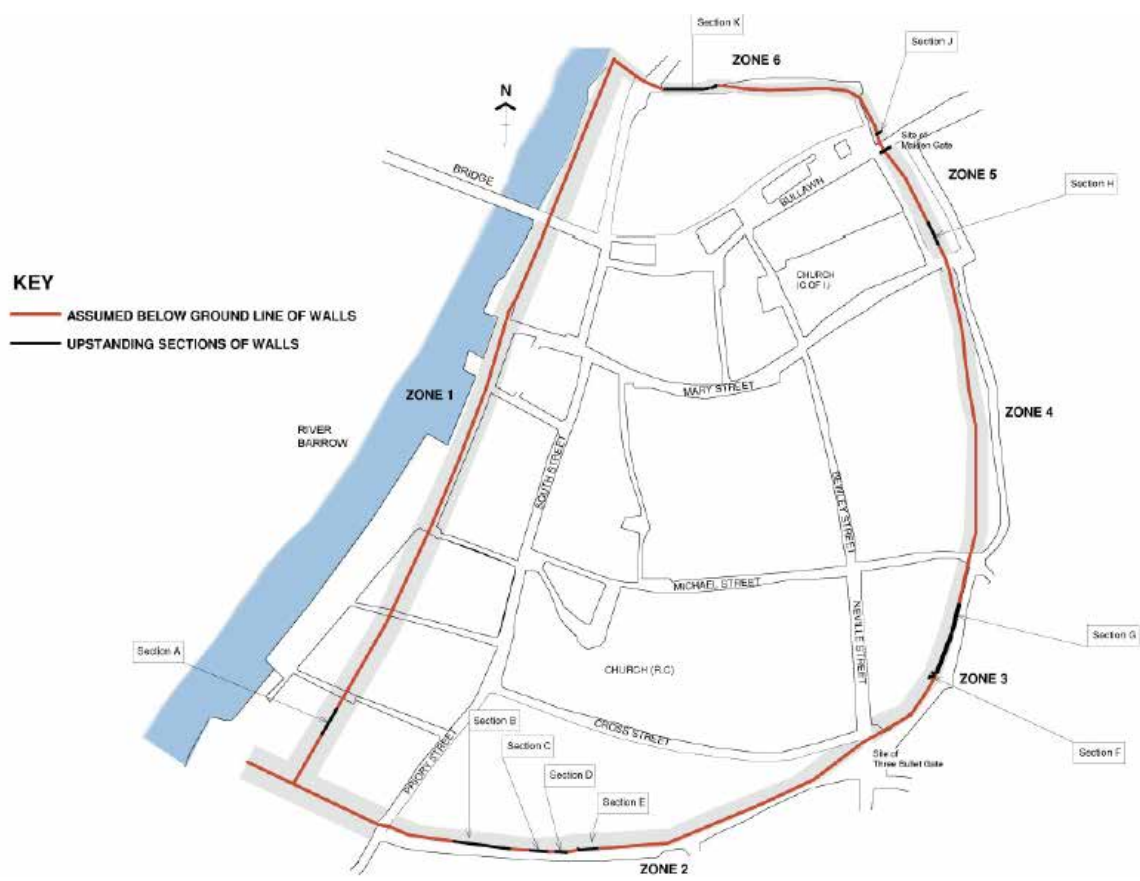 Section K
ZONE 6
Section J
N
Site of
Maiden Gate
ZONE 5
BRIDGE
BULLAWN
Section H
KEY
CHURCH
(C OF I)
ASSUMED BELOW GROUND LINE OF WALLS
UPSTANDING SECTIONS OF WALLS
ZONE 1
MARY STREET
ZONE 4
RIVER
BARROW
SOUTH STREET
BEWLEY STREET
MICHAEL STREET
NEVILLE STREET
Section G
Section A
CHURCH (R.C)
ZONE 3
Section B
CROSS STREET
Section C
PRIORY STREET
Section D
Site of
Three Bullet Gate
Section F
Section E
ZONE 2